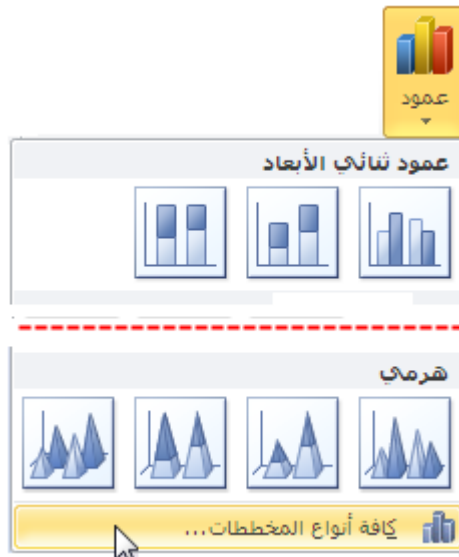 عمود
عمود ثنائي الأبعاد
هرمي
كافة أنواع المخططات...